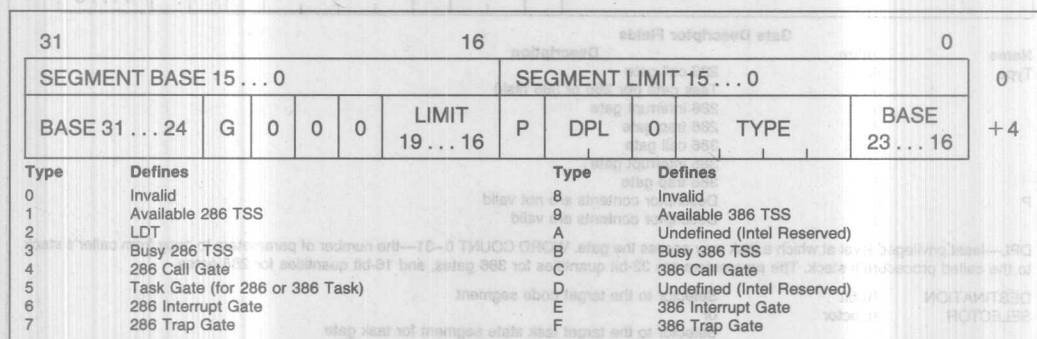 31 16 0
SEGMENT BASE 15 . . . 0 SEGMENT LIMIT 15 . . . 0 0
BASE 31 . . . 24 G 0 0 0 LIMIT 19 . . . 16 P DPL 0 TYPE BASE 23 . . . 16 +4
Type Defines Type Defines
0 Invalid 8 Invalid
1 Available 286 TSS 9 Available 386 TSS
2 LDT A Undefined (Intel Reserved)
3 Busy 286 TSS B Busy 386 TSS
4 286 Call Gate C 386 Call Gate
5 Task Gate (for 286 or 386 Task) D Undefined (Intel Reserved)
6 286 Interrupt Gate E 386 Interrupt Gate
7 286 Trap Gate F 386 Trap Gate